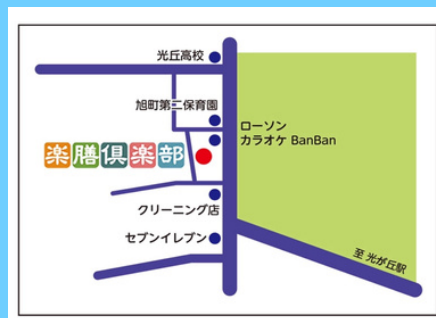 光丘高校
旭町第二保育園
ローソン
カラオケ BanBan
楽膳倶楽部
クリーニング店
セブンイレブン
至 光が丘駅